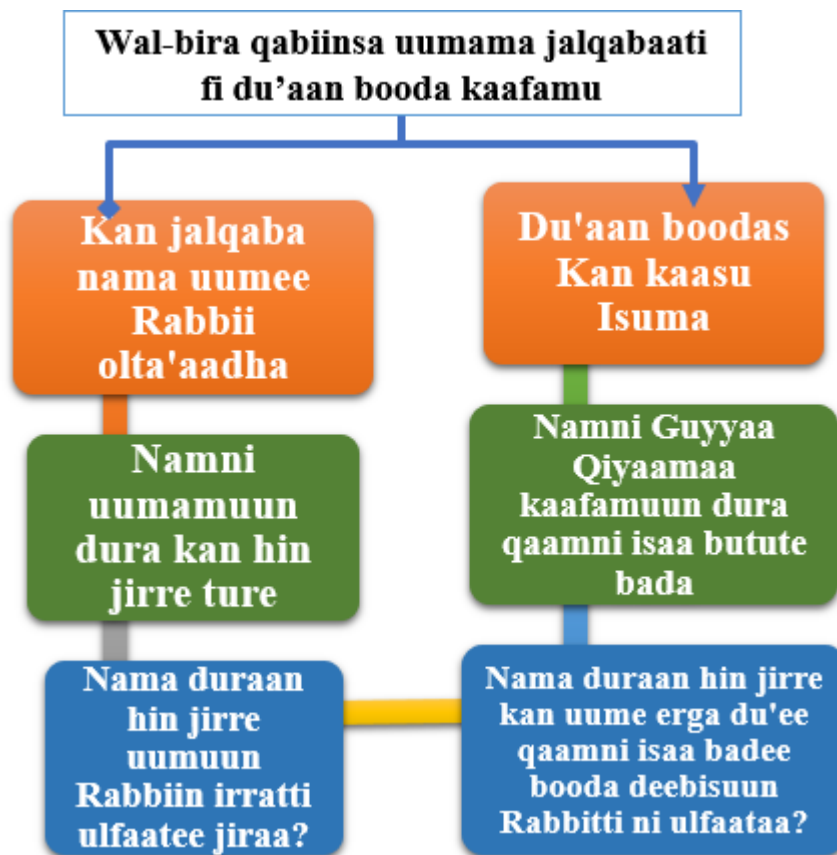 Wal-bira qabiinsa uumama jalqabaati
fi du’aan booda kaafamu
Kan jalqaba
nama uumee
Rabbii
olta'aadha
Du'aan boodas
Kan kaasu
Isuma
Namni
uumamuun
dura kan hin
jirre ture
Namni Guyyaa
Qiyaamaa
kaafamuun dura
qaamni isaa butute
bada
Nama duraan
hin jirre
uumuun
Rabbiin irratti
ulfaatee jiraa?
Nama duraan hin jirre
kan uume erga du'ee
qaamni isaa badee
booda deebisuun
Rabbitti ni ulfaataa?